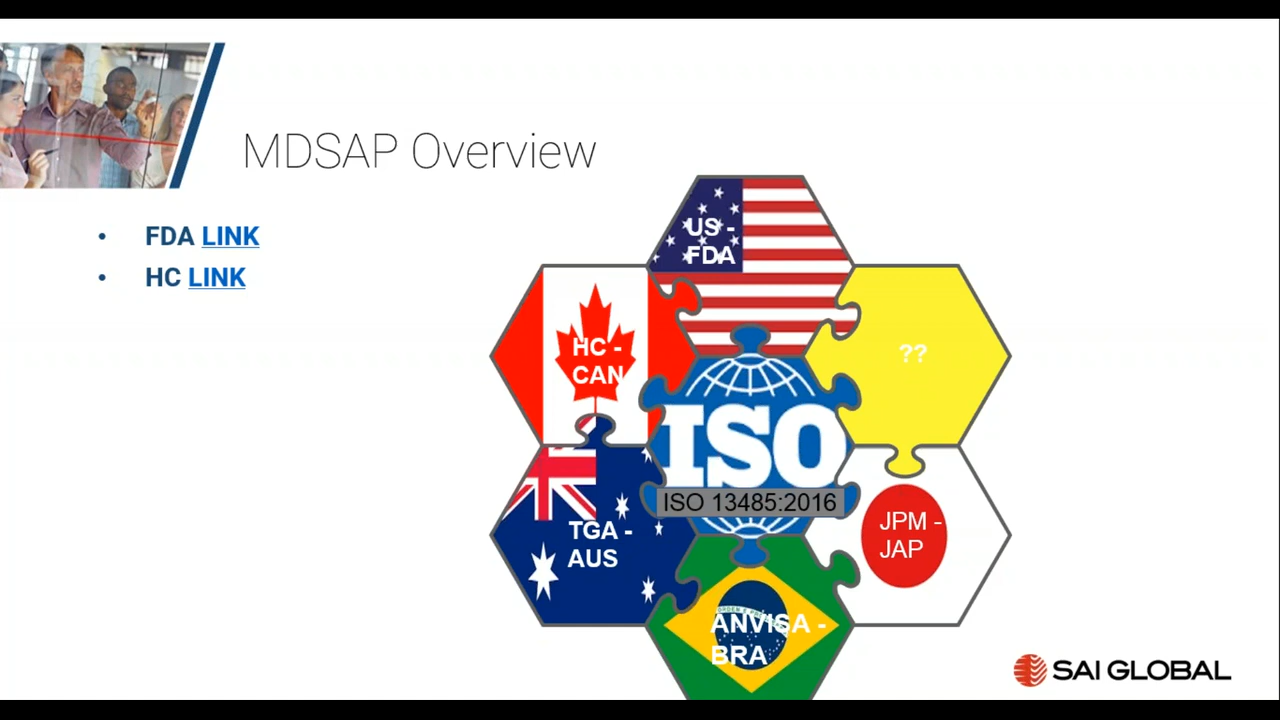 MDSAP Overview
• FDA LINK
• HC LINK
US -
FDA
HC -
CAN
??
ISO
ISO 13485:2016
TGA -
AUS
JPM -
JAP
ANVISA -
BRA
SAI GLOBAL